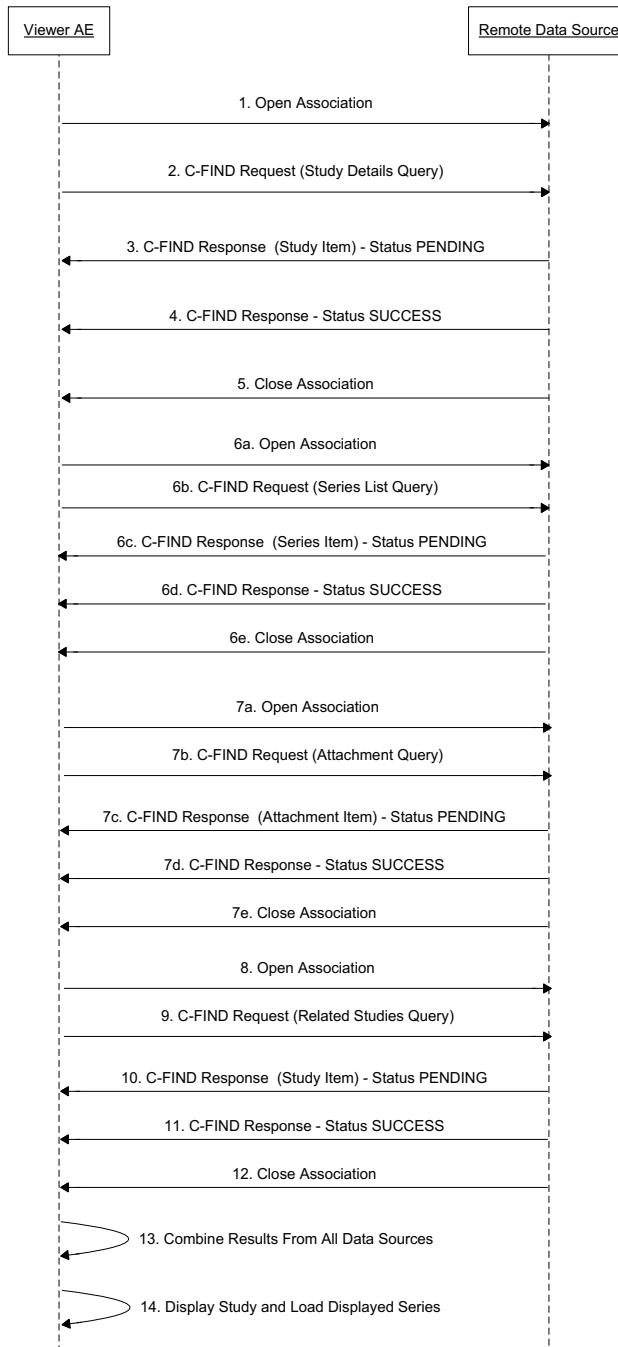 Viewer AE
Remote Data Source
1. Open Association
2. C-FIND Request (Study Details Query)
3. C-FIND Response  (Study Item) - Status PENDING
4. C-FIND Response - Status SUCCESS
5. Close Association
6a. Open Association
6b. C-FIND Request (Series List Query)
6c. C-FIND Response  (Series Item) - Status PENDING
6d. C-FIND Response - Status SUCCESS
6e. Close Association
7a. Open Association
7b. C-FIND Request (Attachment Query)
7c. C-FIND Response  (Attachment Item) - Status PENDING
7d. C-FIND Response - Status SUCCESS
7e. Close Association
8. Open Association
9. C-FIND Request (Related Studies Query)
10. C-FIND Response  (Study Item) - Status PENDING
11. C-FIND Response - Status SUCCESS
12. Close Association
13. Combine Results From All Data Sources
14. Display Study and Load Displayed Series